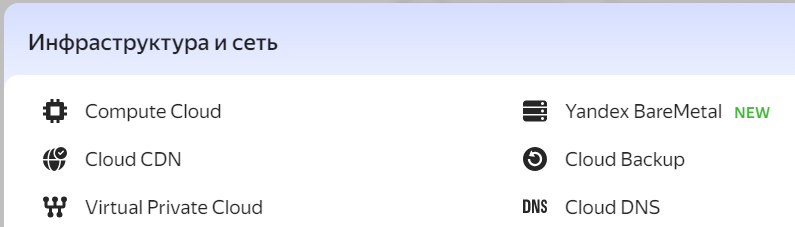 Инфраструктура и сеть
Compute Cloud
Yandex BareMetal NEW
Cloud CDN
Cloud Backup
Virtual Private Cloud
DNS Cloud DNS